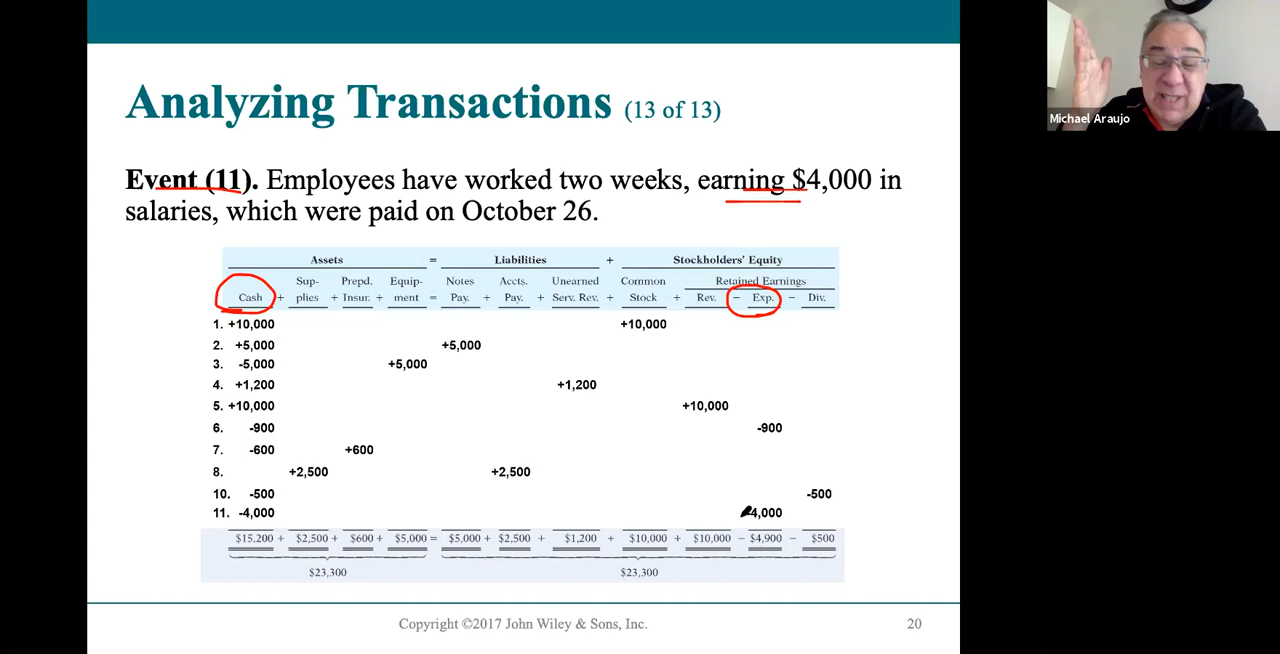 Analyzing Transactions (13 of 13)
Michael Araujo
Event (11). Employees have worked two weeks, earning $4,000 in
salaries, which were paid on October 26.
Assets = Liabilities + Stockholders' Equity
Sup- Prepd. Equip- Notes Accts. Unearned Common Retained Earnings
Cash + plies + Insur. + ment = Pay. + Pay. + Serv. Rev. + Stock + Rev. − Exp. − Div.
1. +10,000 +10,000
2. +5,000 +5,000
3. -5,000 +5,000
4. +1,200 +1,200
5. +10,000 +10,000
6. -900 -900
7. -600 +600
8. +2,500 +2,500
10. -500 -500
11. -4,000 4,000
$15,200 + $2,500 + $600 + $5,000 = $5,000 + $2,500 + $1,200 + $10,000 + $10,000 − $4,900 − $500
$23,300 $23,300
Copyright ©2017 John Wiley & Sons, Inc. 20